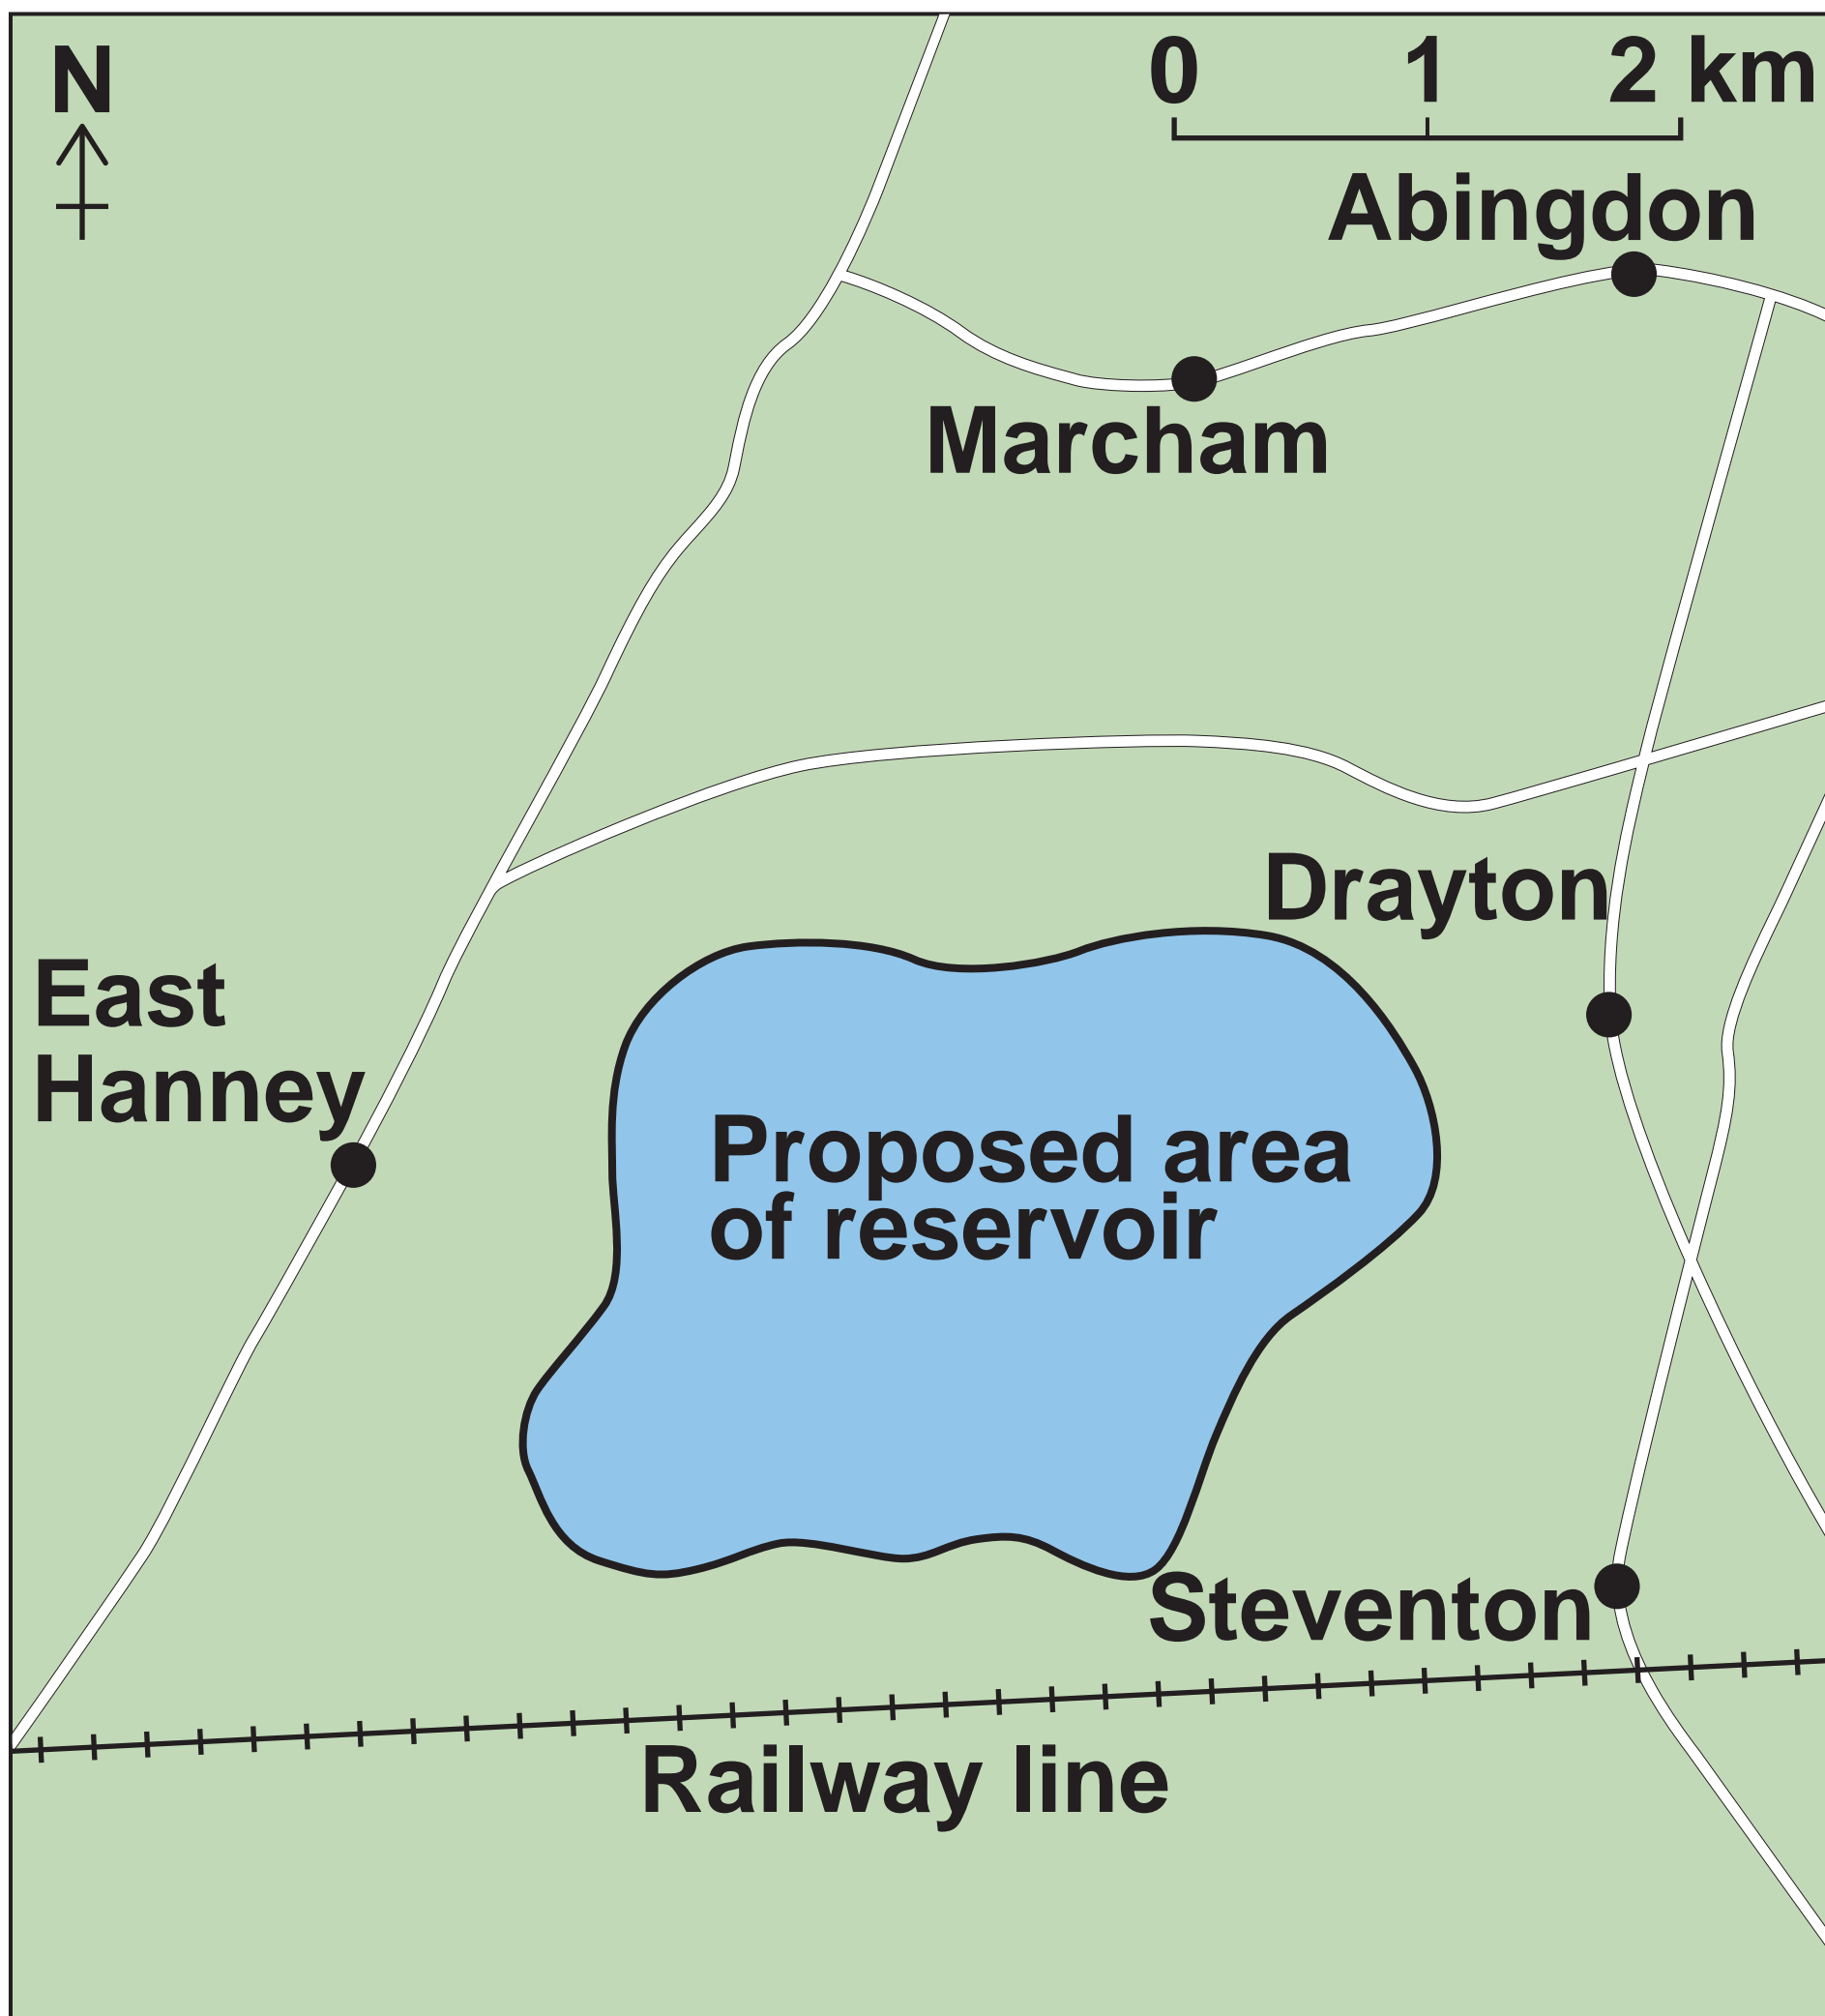 N
0 1 2 km
Abingdon
Marcham
Drayton
East
Hanney
Proposed area
of reservoir
Steventon
Railway line